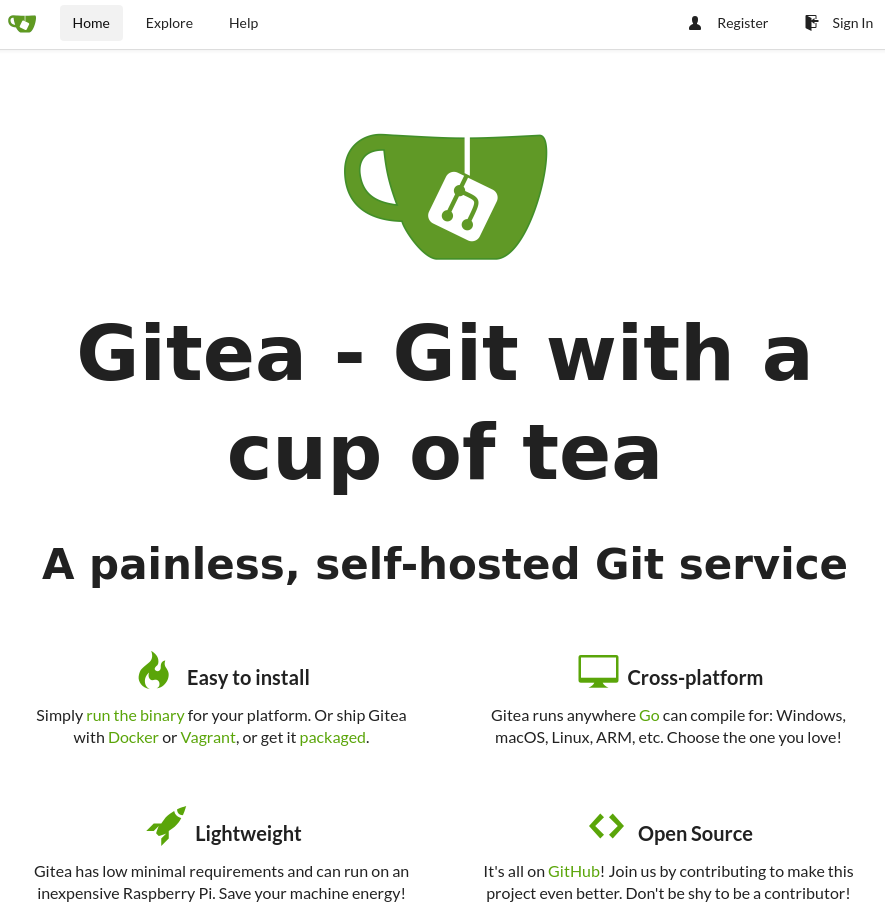 Home Explore Help Register Sign In
Gitea - Git with a
cup of tea
A painless, self-hosted Git service
Easy to install
Simply run the binary for your platform. Or ship Gitea
with Docker or Vagrant, or get it packaged.
Cross-platform
Gitea runs anywhere Go can compile for: Windows,
macOS, Linux, ARM, etc. Choose the one you love!
Lightweight
Gitea has low minimal requirements and can run on an
inexpensive Raspberry Pi. Save your machine energy!
Open Source
It's all on GitHub! Join us by contributing to make this
project even better. Don't be shy to be a contributor!